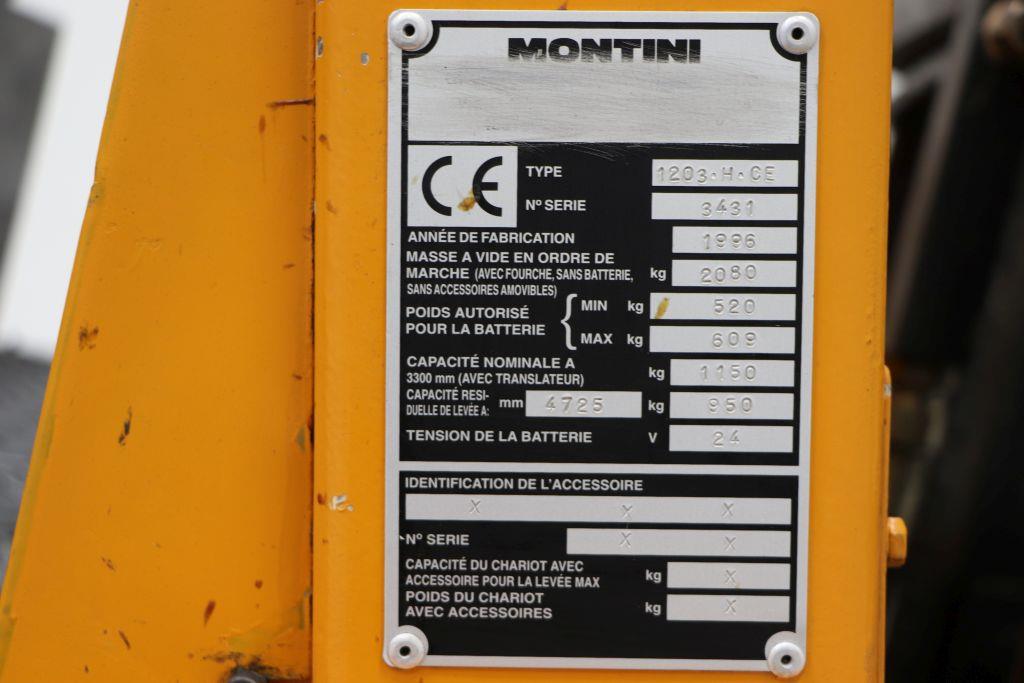 MONTINI
CE
TYPE 1203·H·CE
Nº SERIE 3431
ANNÉE DE FABRICATION 1996
MASSE A VIDE EN ORDRE DE
MARCHE (AVEC FOURCHE, SANS BATTERIE, kg 2080
SANS ACCESSOIRES AMOVIBLES)
POIDS AUTORISÉ
POUR LA BATTERIE
{ MIN kg 520
MAX kg 609
CAPACITÉ NOMINALE A
3300 mm (AVEC TRANSLATEUR) kg 1150
CAPACITÉ RESI-
DUELLE DE LEVÉE A: mm 4725 kg 950
TENSION DE LA BATTERIE V 24
IDENTIFICATION DE L'ACCESSOIRE
X X X
Nº SERIE X X
CAPACITÉ DU CHARIOT AVEC
ACCESSOIRE POUR LA LEVÉE MAX kg X
POIDS DU CHARIOT
AVEC ACCESSOIRES kg X